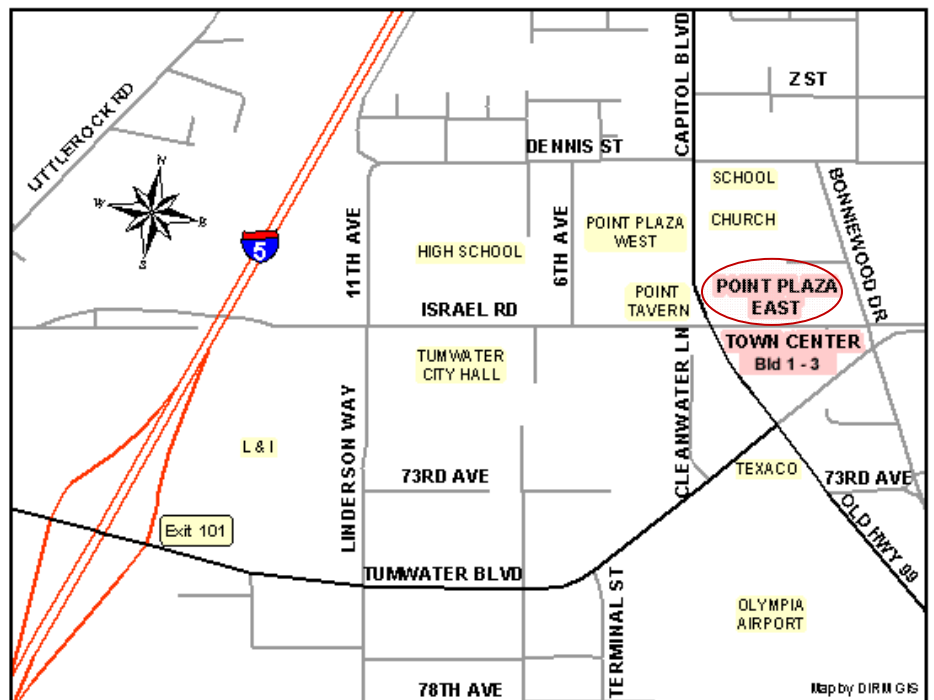 CAPITOL BLVD
Z ST
LITTLEROCK RD
DENNIS ST
N
W
E
S
SCHOOL
BONNIEWOOD DR
5
11TH AVE
HIGH SCHOOL
6TH AVE
POINT PLAZA
WEST
CHURCH
ISRAEL RD
POINT
TAVERN
POINT PLAZA
EAST
TOWN CENTER
Bld 1 - 3
TUMWATER
CITY HALL
CLEANWATER LN
L & I
LINDERSON WAY
73RD AVE
TEXACO
73RD AVE
OLD HWY 99
Exit 101
TUMWATER BLVD
TERMINAL ST
OLYMPIA
AIRPORT
78TH AVE
Map by DIRM GIS